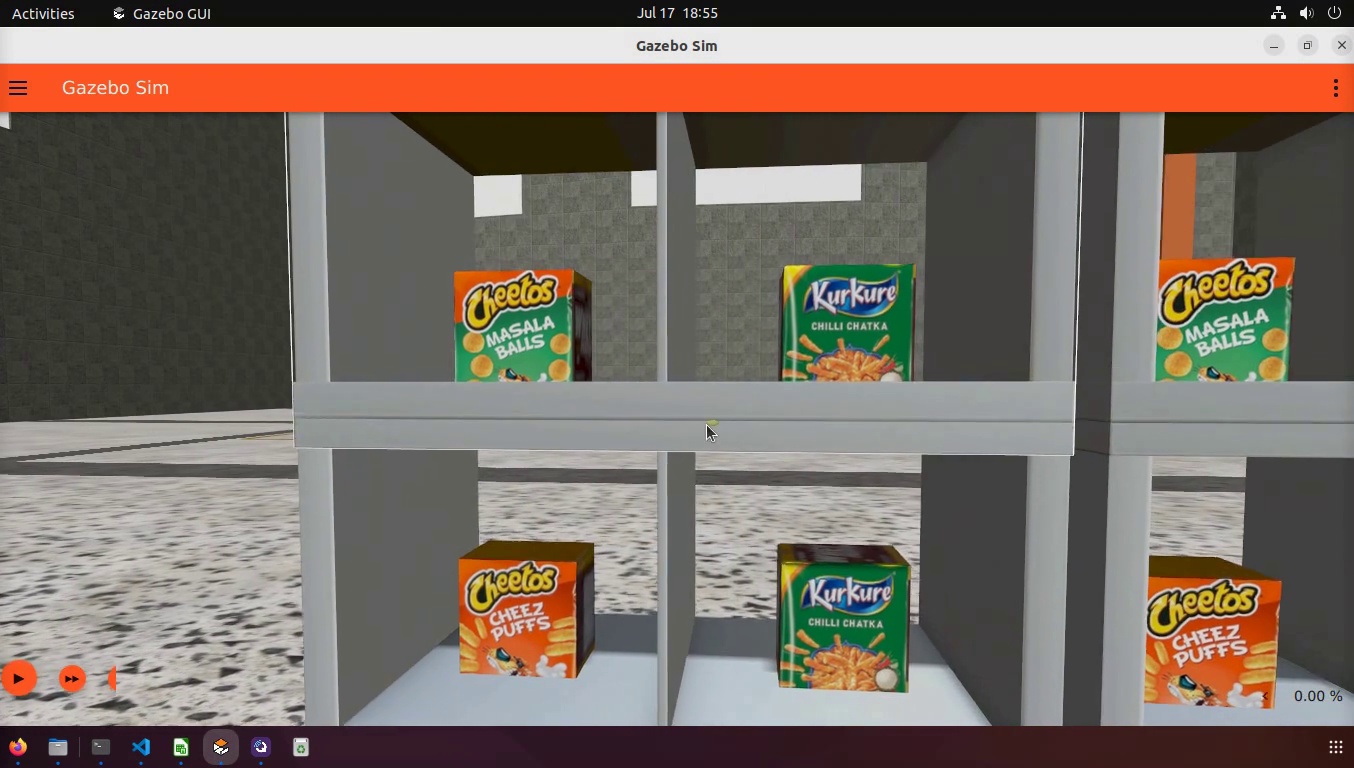 Activities
Gazebo GUI
Jul 17 18:55
Gazebo Sim
Gazebo Sim
Cheetos
MASALA
BALLS
Kurkure
CHILLI CHATKA
Cheetos
MASALA
BALLS
Cheetos
CHEEZ
PUFFS
Kurkure
CHILLI CHATKA
Cheetos
CHEEZ
PUFFS
0.00 %